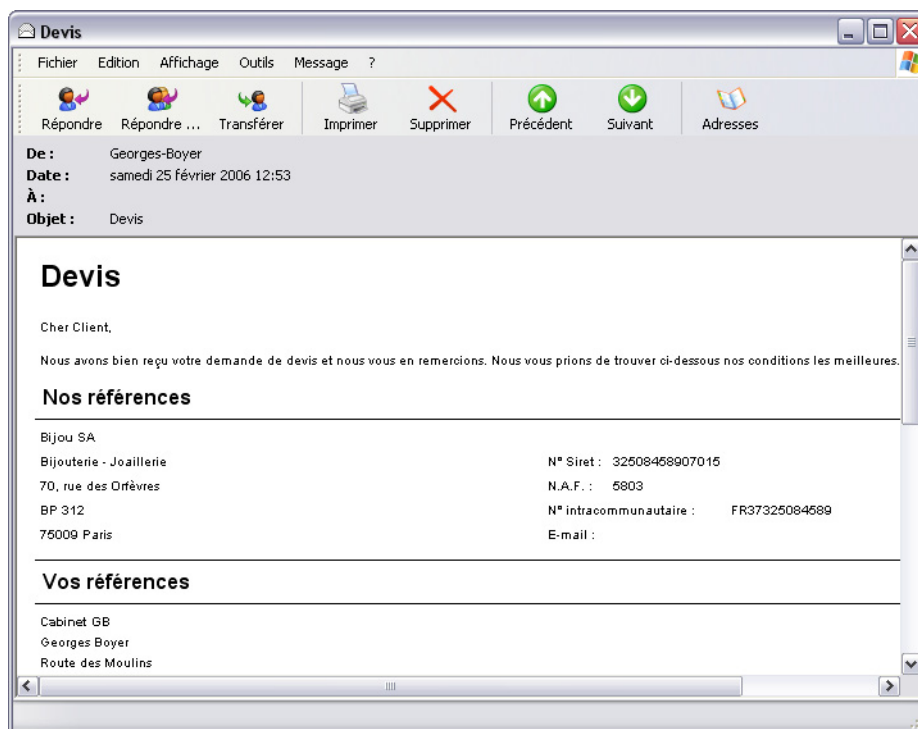 Devis
Fichier Edition Affichage Outils Message ?
Répondre Répondre ... Transférer Imprimer Supprimer Précédent Suivant Adresses
De : Georges-Boyer
Date : samedi 25 février 2006 12:53
À :
Objet : Devis
Devis
Cher Client,
Nous avons bien reçu votre demande de devis et nous vous en remercions. Nous vous prions de trouver ci-dessous nos conditions les meilleures.
Nos références
Bijou SA
Bijouterie - Joaillerie N° Siret : 32508458907015
70, rue des Orfèvres N.A.F. : 5803
BP 312 N° intracommunautaire : FR37325084589
75009 Paris E-mail :
Vos références
Cabinet GB
Georges Boyer
Route des Moulins